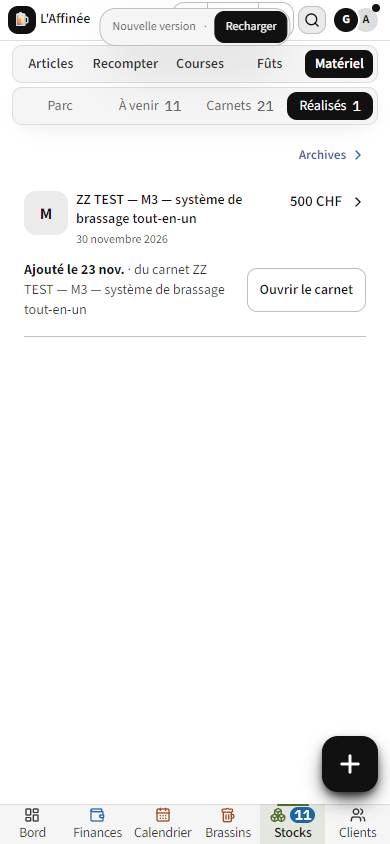 L'Affinée
Nouvelle version ·
Recharger
G
A
Articles
Recompter
Courses
Fûts
Matériel
Parc
À venir 11
Carnets 21
Réalisés 1
Archives
M
ZZ TEST — M3 — système de
brassage tout-en-un
500 CHF
30 novembre 2026
Ajouté le 23 nov. · du carnet ZZ
TEST — M3 — système de brassage
tout-en-un
Ouvrir le carnet
11
Bord
Finances
Calendrier
Brassins
Stocks
Clients